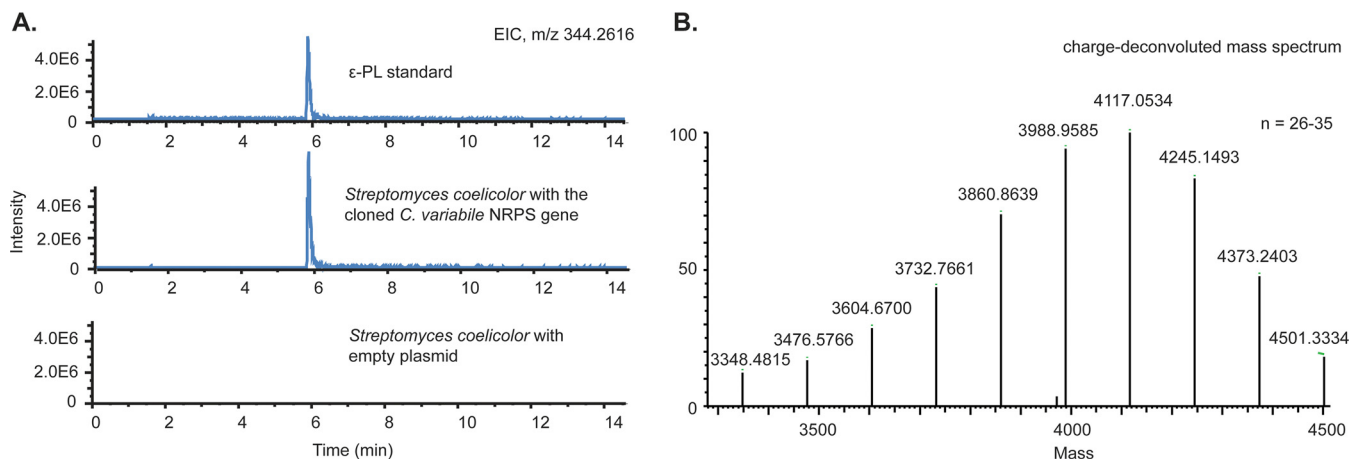 A.
EIC, m/z 344.2616
4.0E6
2.0E6
0
ε-PL standard
0 2 4 6 8 10 12 14
Intensity
4.0E6
2.0E6
0
Streptomyces coelicolor with the
cloned C. variabile NRPS gene
0 2 4 6 8 10 12 14
4.0E6
2.0E6
0
Streptomyces coelicolor with
empty plasmid
0 2 4 6 8 10 12 14
Time (min)
B.
charge-deconvoluted mass spectrum
n = 26-35
100
50
0
3348.4815
3476.5766
3604.6700
3732.7661
3860.8639
3988.9585
4117.0534
4245.1493
4373.2403
4501.3334
3500 4000 4500
Mass